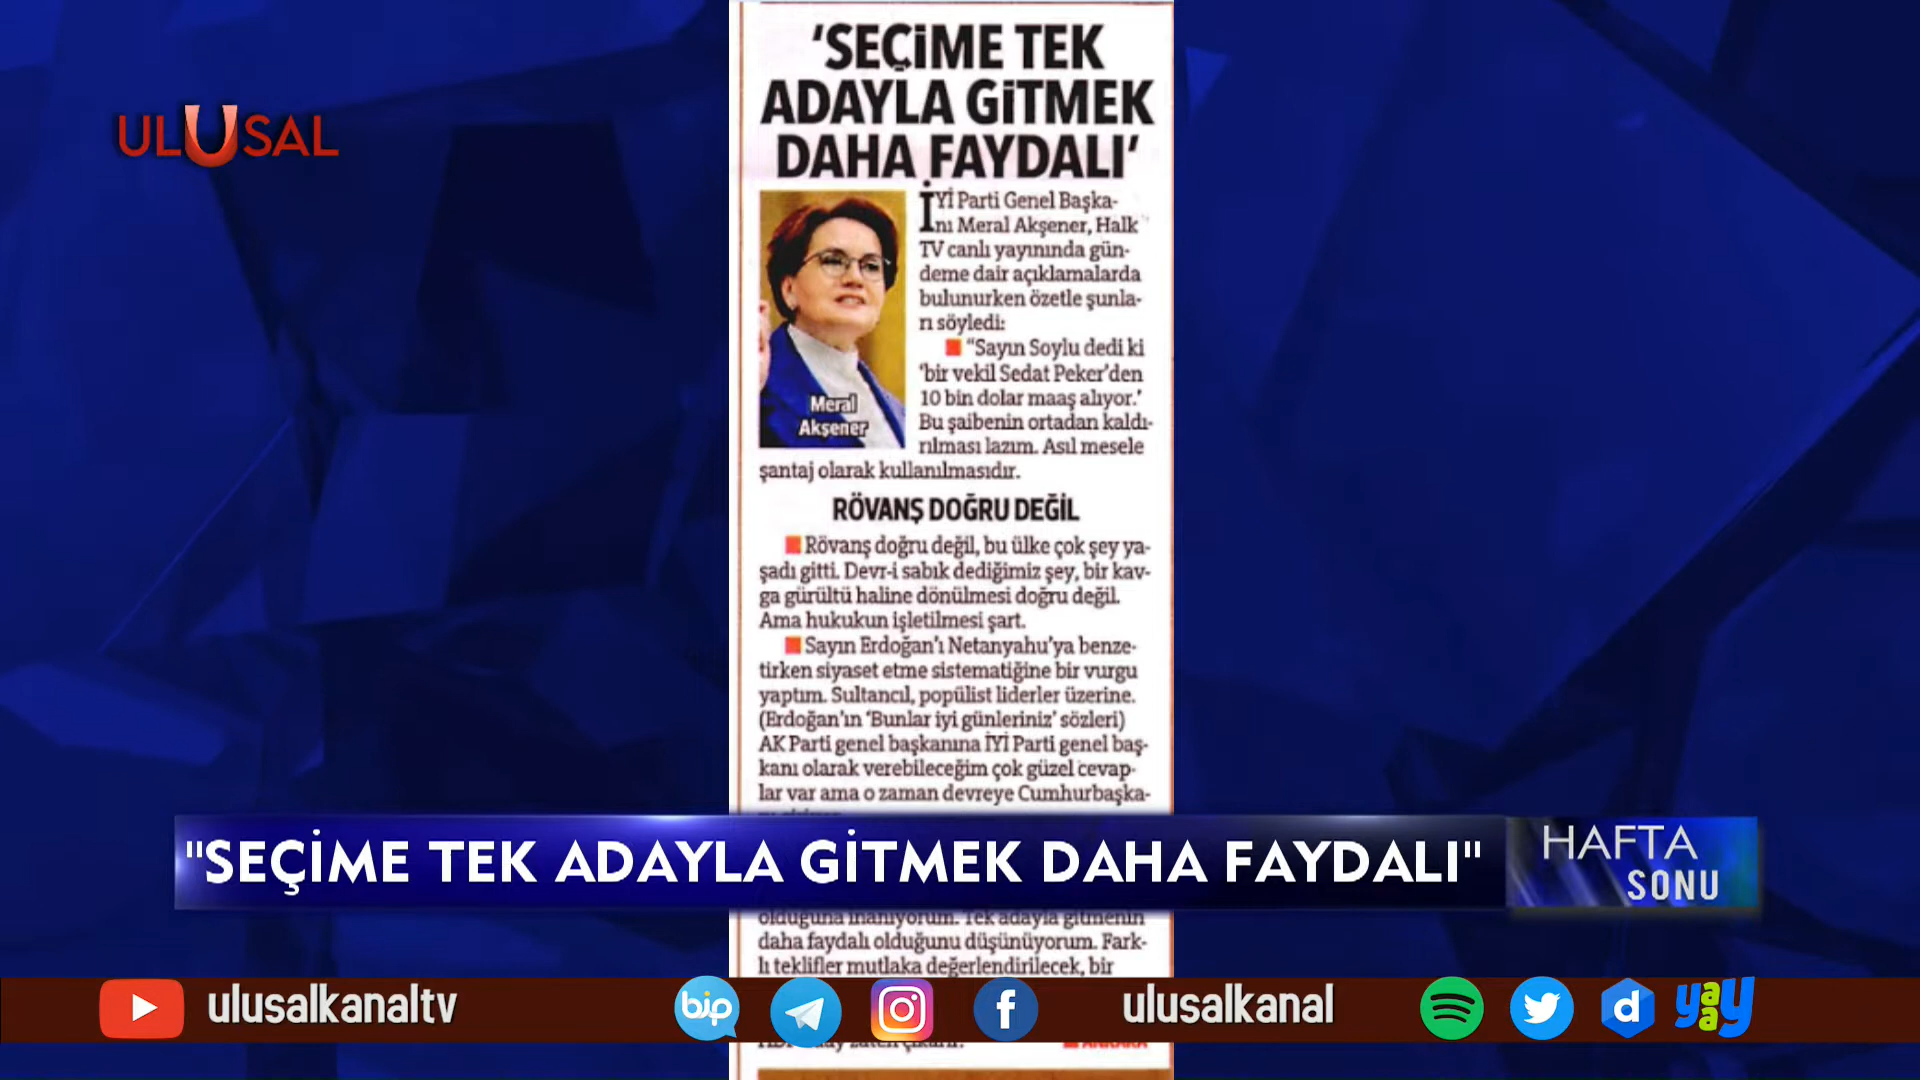 ULUSAL
‘SEÇİME TEK
ADAYLA GİTMEK
DAHA FAYDALI’
İYİ Parti Genel Başka-
nı Meral Akşener, Halk
TV canlı yayınında gün-
deme dair açıklamalarda
bulunurken özetle şunla-
rı söyledi:
“Sayın Soylu dedi ki
‘bir vekil Sedat Peker’den
10 bin dolar maaş alıyor.’
Bu şaibenin ortadan kaldı-
rılması lazım. Asıl mesele
şantaj olarak kullanılmasıdır.
Meral
Akşener
RÖVANŞ DOĞRU DEĞİL
Rövanş doğru değil, bu ülke çok şey ya-
şadı gitti. Devr-i sabık dediğimiz şey, bir kav-
ga gürültü haline dönülmesi doğru değil.
Ama hukukun işletilmesi şart.
Sayın Erdoğan’ı Netanyahu’ya benze-
tirken siyaset etme sistematiğine bir vurgu
yaptım. Sultancıl, popülist liderler üzerine.
(Erdoğan’ın ‘Bunlar iyi günleriniz’ sözleri)
AK Parti genel başkanına İYİ Parti genel baş-
kanı olarak verebileceğim çok güzel cevap-
lar var ama o zaman devreye Cumhurbaşka-
"SEÇİME TEK ADAYLA GİTMEK DAHA FAYDALI"
HAFTA
SONU
olduğuna inanıyorum. Tek adayla gitmenin
daha faydalı olduğunu düşünüyorum. Fark-
lı teklifler mutlaka değerlendirilecek, bir
ulusalkanaltv
bip
ulusalkanal
d
yaay
ANKARA